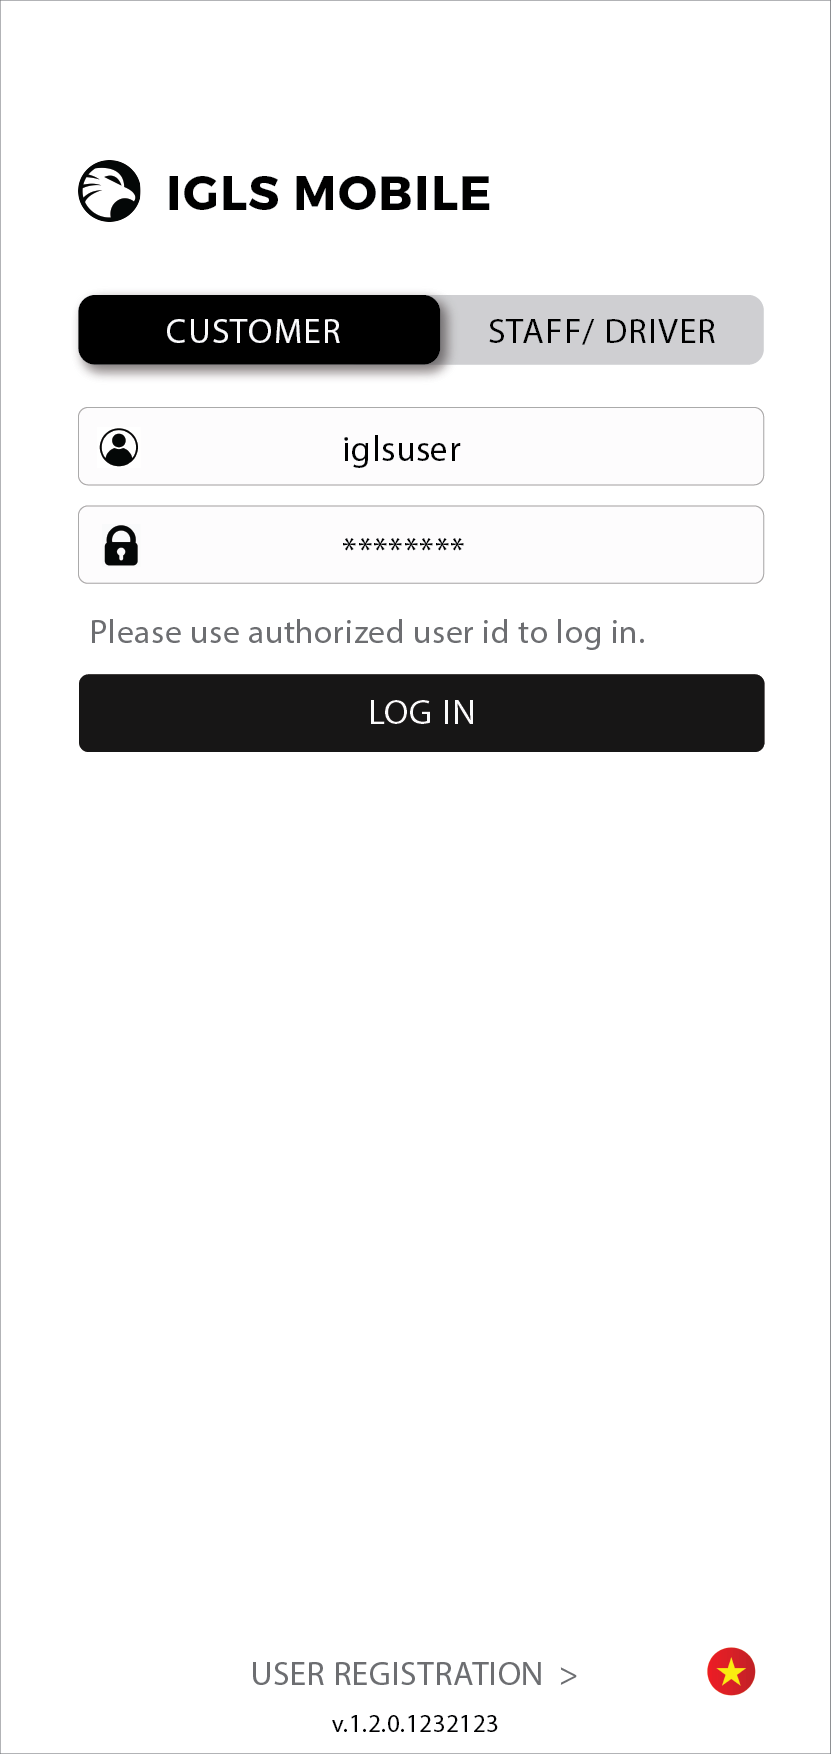 IGLS MOBILE
CUSTOMER
STAFF/ DRIVER
iglsuser
********
Please use authorized user id to log in.
LOG IN
USER REGISTRATION >
v.1.2.0.1232123